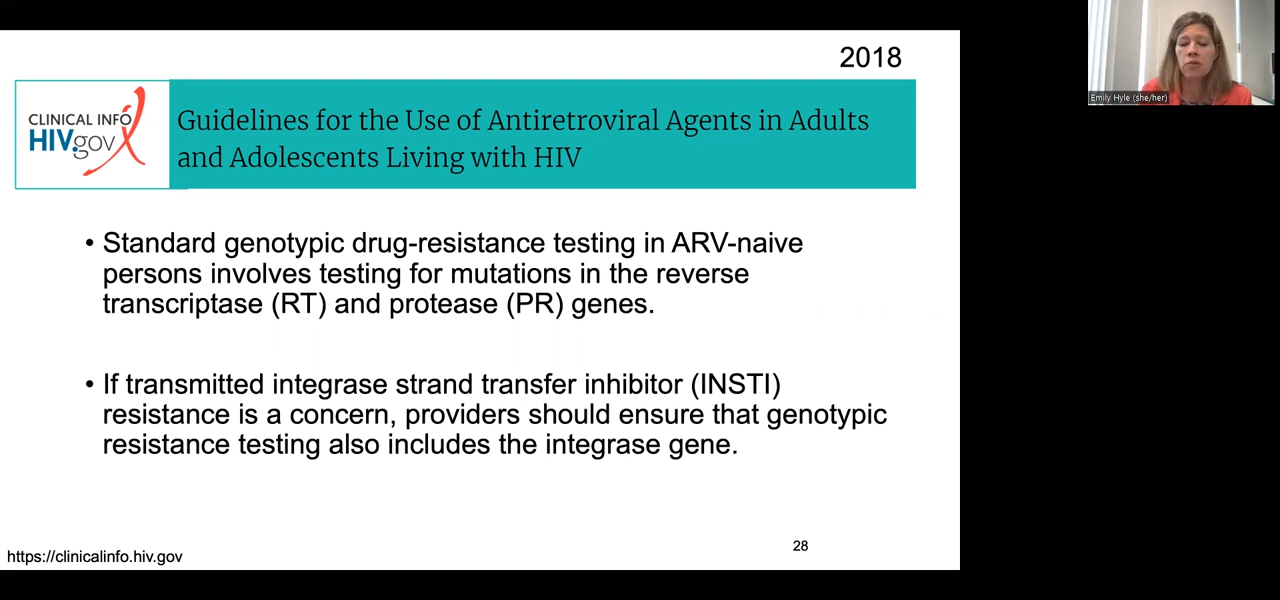 2018
CLINICAL INFO
HIV.gov
Guidelines for the Use of Antiretroviral Agents in Adults
and Adolescents Living with HIV
• Standard genotypic drug-resistance testing in ARV-naive
persons involves testing for mutations in the reverse
transcriptase (RT) and protease (PR) genes.
• If transmitted integrase strand transfer inhibitor (INSTI)
resistance is a concern, providers should ensure that genotypic
resistance testing also includes the integrase gene.
28
https://clinicalinfo.hiv.gov
Emily Hyle (she/her)